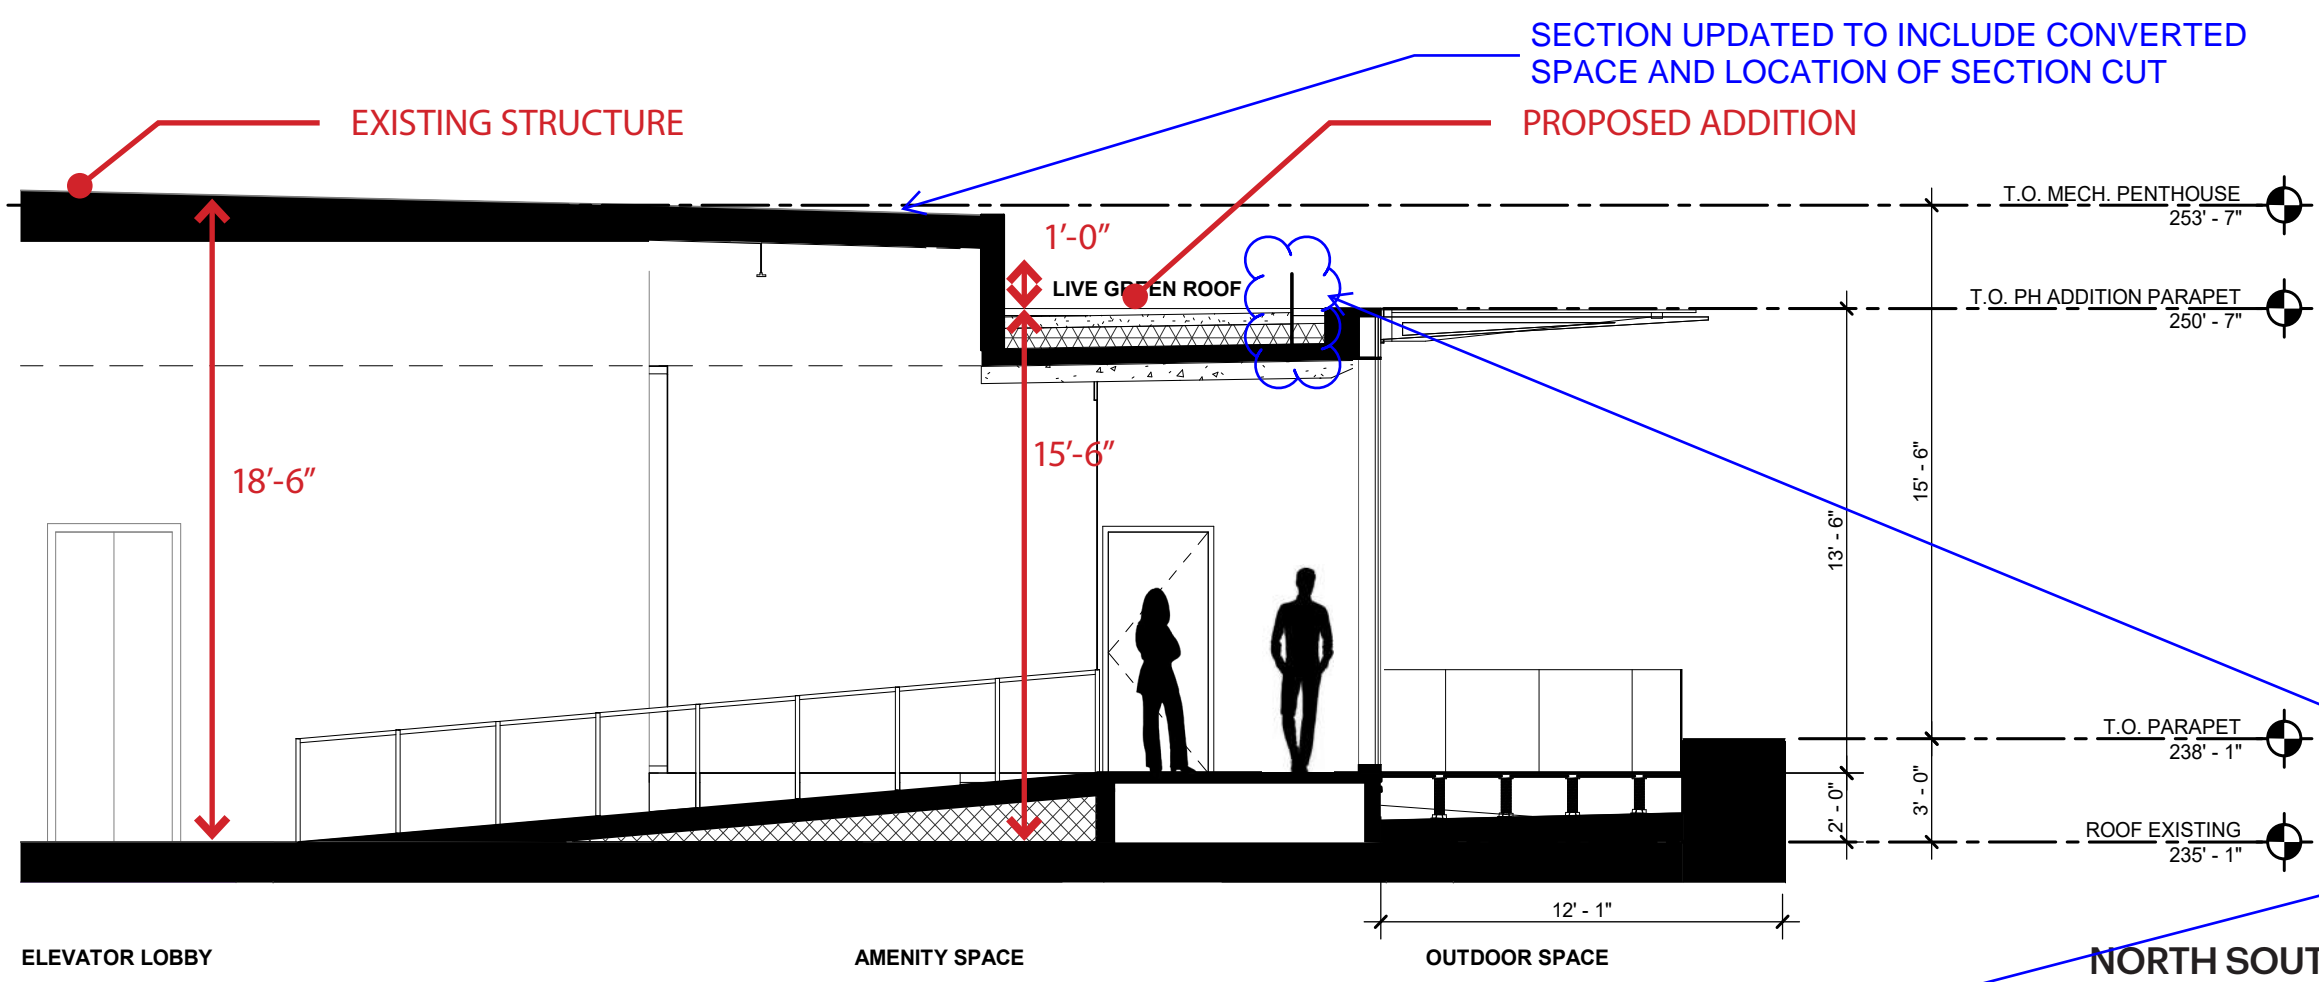 SECTION UPDATED TO INCLUDE CONVERTED
SPACE AND LOCATION OF SECTION CUT
EXISTING STRUCTURE
PROPOSED ADDITION
T.O. MECH. PENTHOUSE
253' - 7"
1'-0"
LIVE GREEN ROOF
T.O. PH ADDITION PARAPET
250' - 7"
18'-6"
15'-6"
13' - 6"
15' - 6"
T.O. PARAPET
238' - 1"
2' - 0"
3' - 0"
ROOF EXISTING
235' - 1"
12' - 1"
ELEVATOR LOBBY
AMENITY SPACE
OUTDOOR SPACE
NORTH SOUT